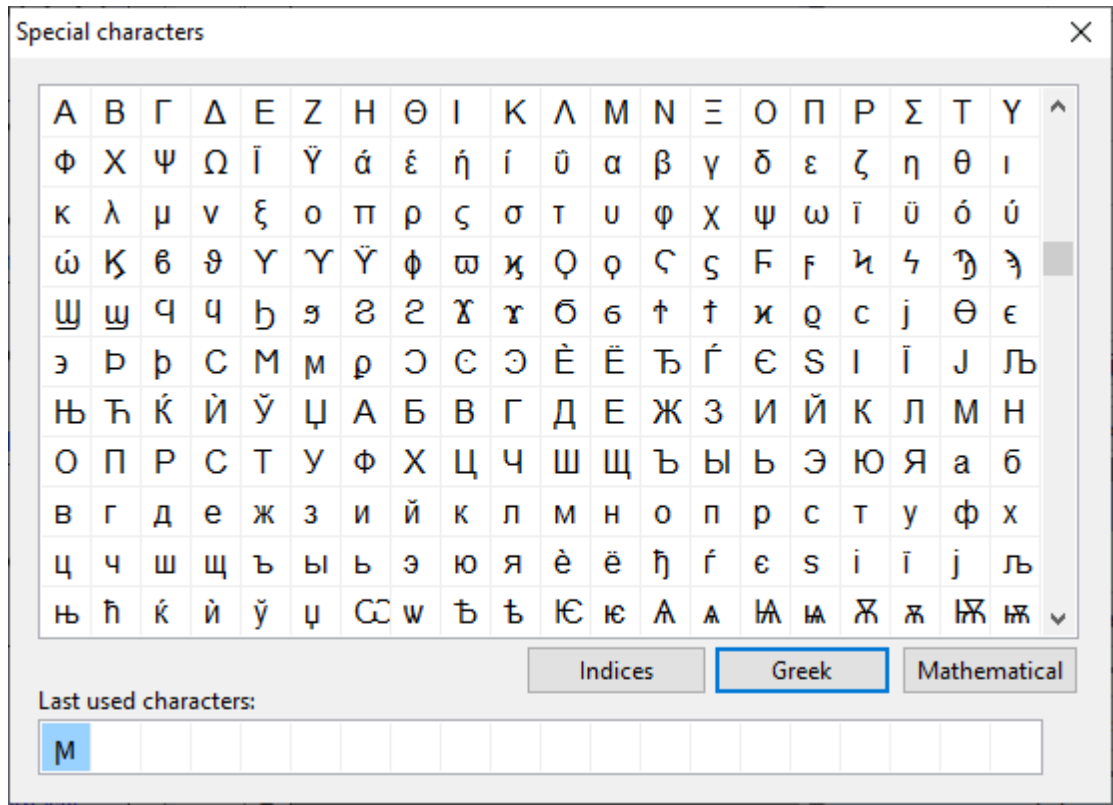 Special characters
Α Β Γ Δ Ε Ζ Η Θ Ι Κ Λ Μ Ν Ξ Ο Π Ρ Σ Τ Υ
Φ Χ Ψ Ω Ϊ Ϋ ά έ ή ί ΰ α β γ δ ε ζ η θ ι
κ λ μ ν ξ ο π ρ ς σ τ υ φ χ ψ ω ϊ ϋ ό ύ
ώ Ϗ ϐ ϑ ϒ ϓ ϔ ϕ ϖ ϗ Ϙ ϙ Ϛ ϛ Ϝ ϝ Ϟ ϟ Ϡ ϡ
Ϣ ϣ Ϥ ϥ Ϧ ϧ Ϩ ϩ Ϫ ϫ Ϭ ϭ Ϯ ϯ ϰ ϱ ϲ ϳ ϴ ϵ
϶ Ϸ ϸ Ϲ Ϻ ϻ ϼ Ͻ Ͼ Ͽ Ѐ Ё Ђ Ѓ Є Ѕ І Ї Ј Љ
Њ Ћ Ќ Ѝ Ў Џ А Б В Г Д Е Ж З И Й К Л М Н
О П Р С Т У Ф Х Ц Ч Ш Щ Ъ Ы Ь Э Ю Я а б
в г д е ж з и й к л м н о п р с т у ф х
ц ч ш щ ъ ы ь э ю я ѐ ё ђ ѓ є ѕ і ї ј љ
њ ћ ќ ѝ ў џ Ѡ ѡ Ѣ ѣ Ѥ ѥ Ѧ ѧ Ѩ ѩ Ѫ ѫ Ѭ ѭ
Indices Greek Mathematical
Last used characters:
ϻ